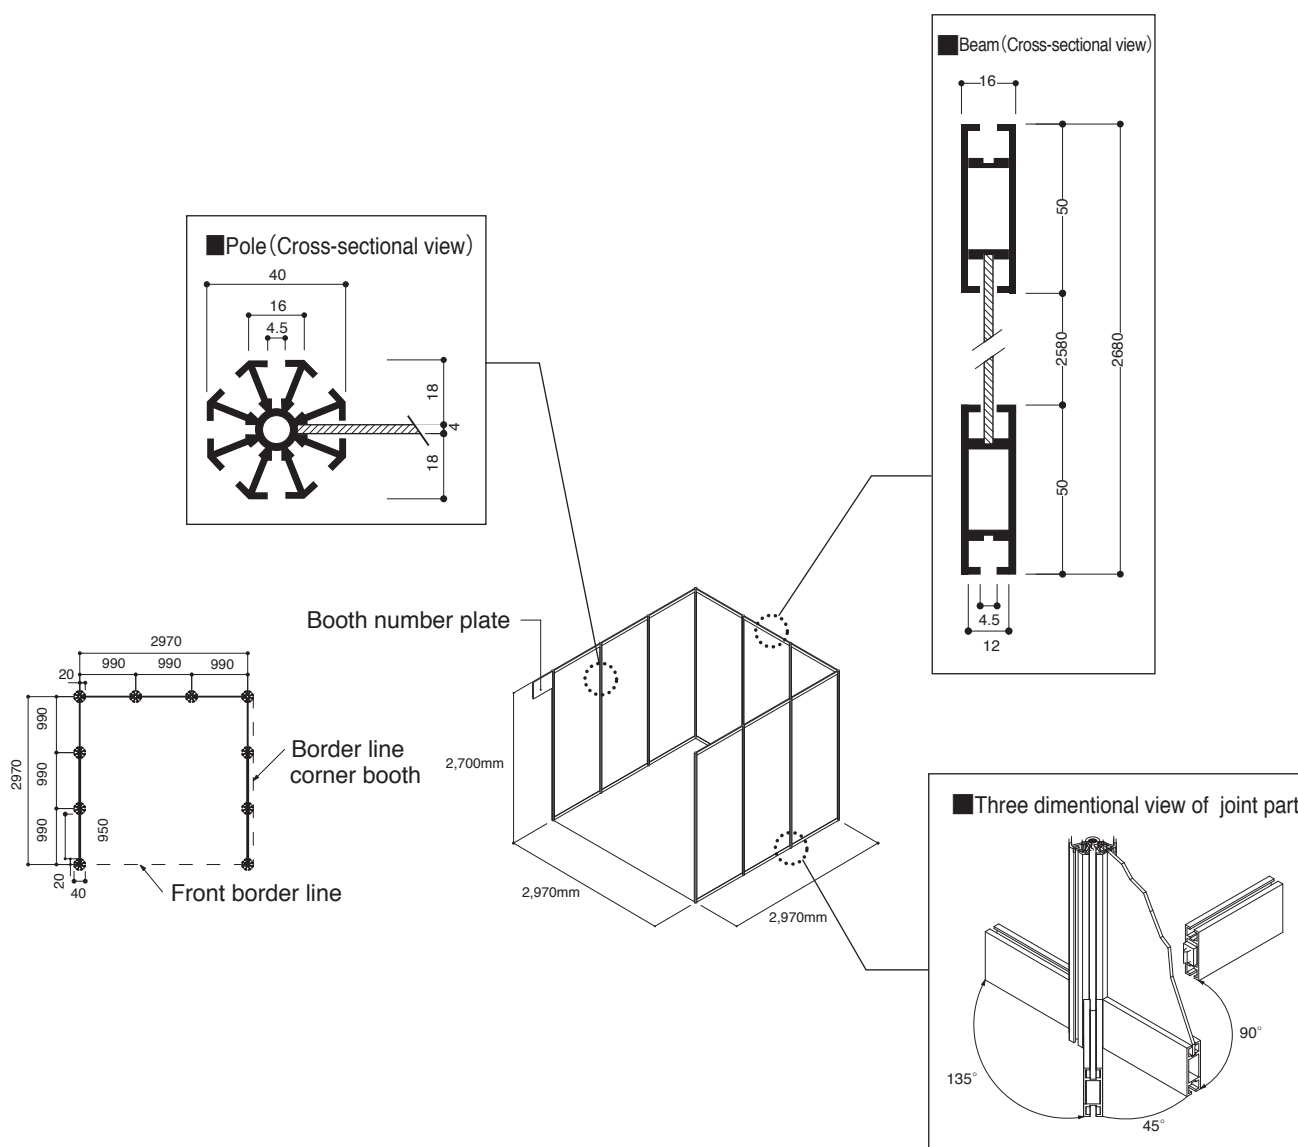 ■Beam(Cross-sectional view)
16
50
2580
2680
50
4.5
12
■Pole(Cross-sectional view)
40
16
4.5
18
4
18
Booth number plate
2,700mm
2,970mm
2,970mm
2970
990 990 990
20
990
2970
990
990
950
20
40
Border line
corner booth
Front border line
■Three dimentional view of joint part
90°
135°
45°